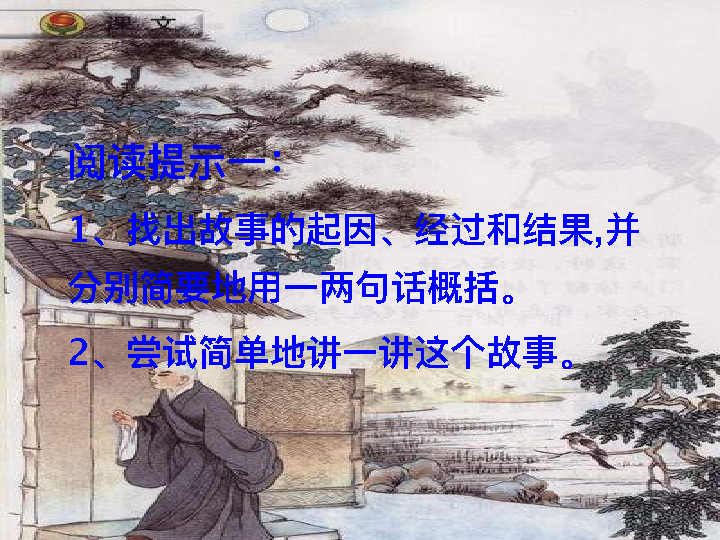 课 文
阅读提示一：
1、找出故事的起因、经过和结果,并
分别简要地用一两句话概括。
2、尝试简单地讲一讲这个故事。